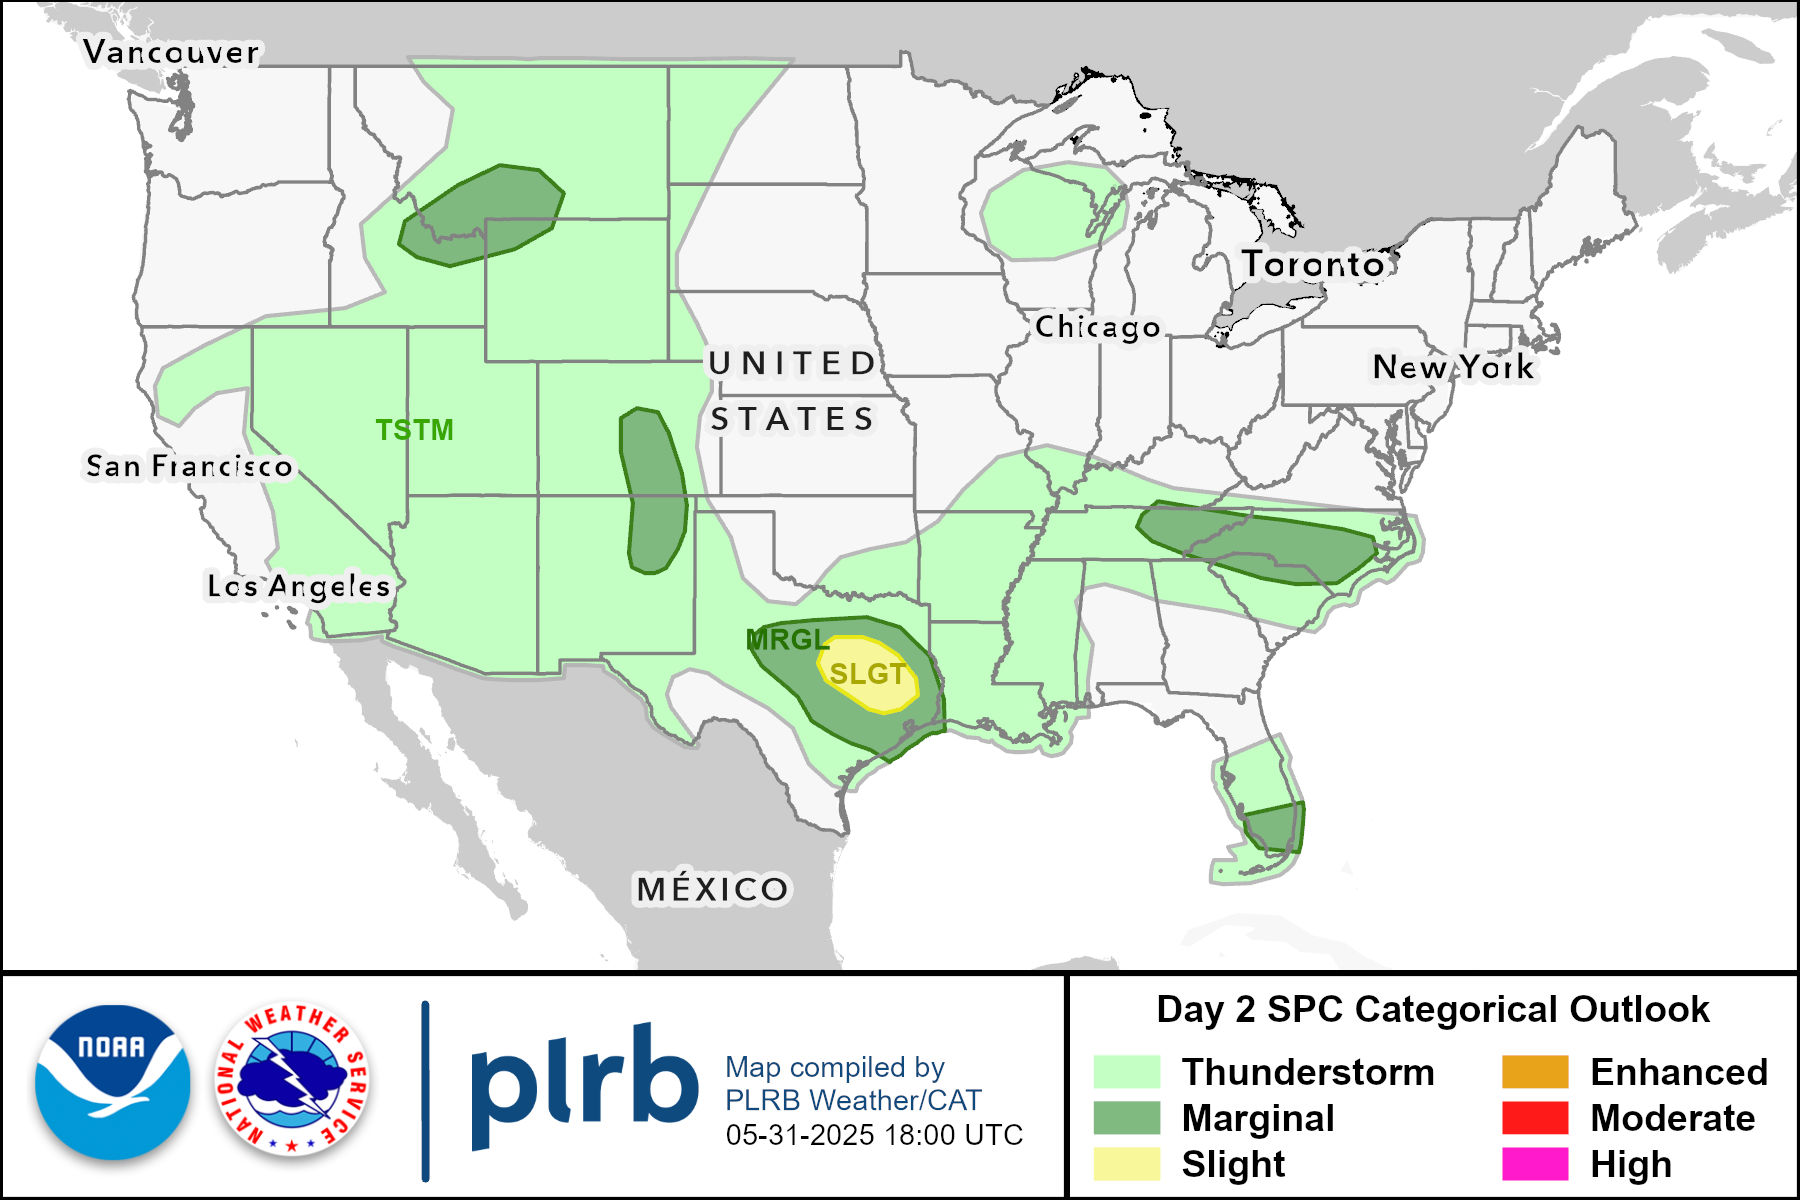 Vancouver
Toronto
Chicago
UNITED
New York
STATES
TSTM
San Francisco
Los Angeles
MRGL
SLGT
MÉXICO
NOAA
NATIONAL WEATHER SERVICE
plrb
Map compiled by
PLRB Weather/CAT
05-31-2025 18:00 UTC
Day 2 SPC Categorical Outlook
Thunderstorm
Enhanced
Marginal
Moderate
Slight
High